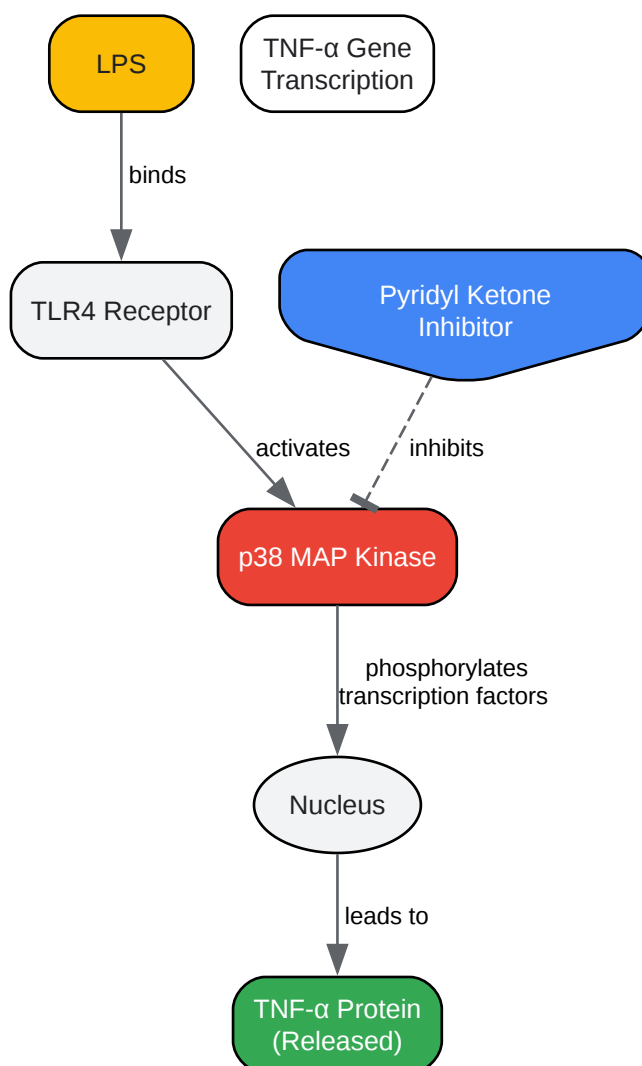 LPS
TNF-α Gene
Transcription
binds
TLR4 Receptor
Pyridyl Ketone
Inhibitor
activates
inhibits
p38 MAP Kinase
phosphorylates
transcription factors
Nucleus
leads to
TNF-α Protein
(Released)